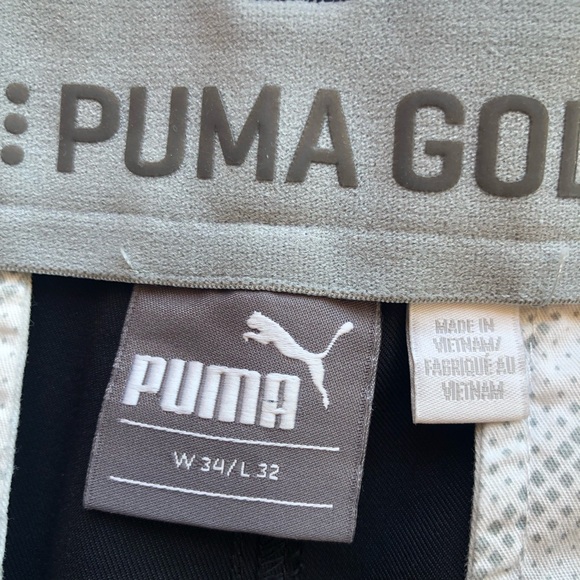 PUMA GOL
PUMA
W 34/L 32
MADE IN
VIETNAM/
FABRIQUÉ AU
VIETNAM